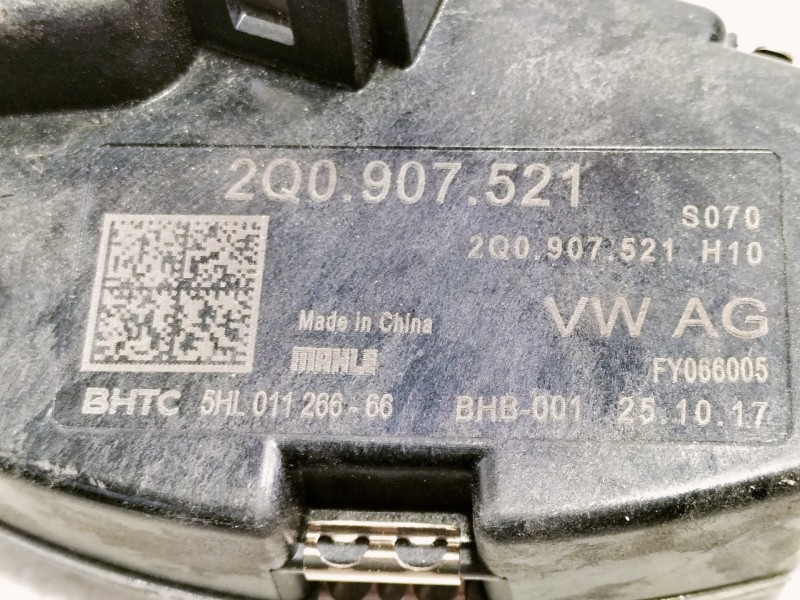 2Q0.907.521
S070
2Q0.907.521 H10
Made in China
VW AG
MAHLE
FY066005
BHTC 5HL 011 266-66 BHB-001 25.10.17